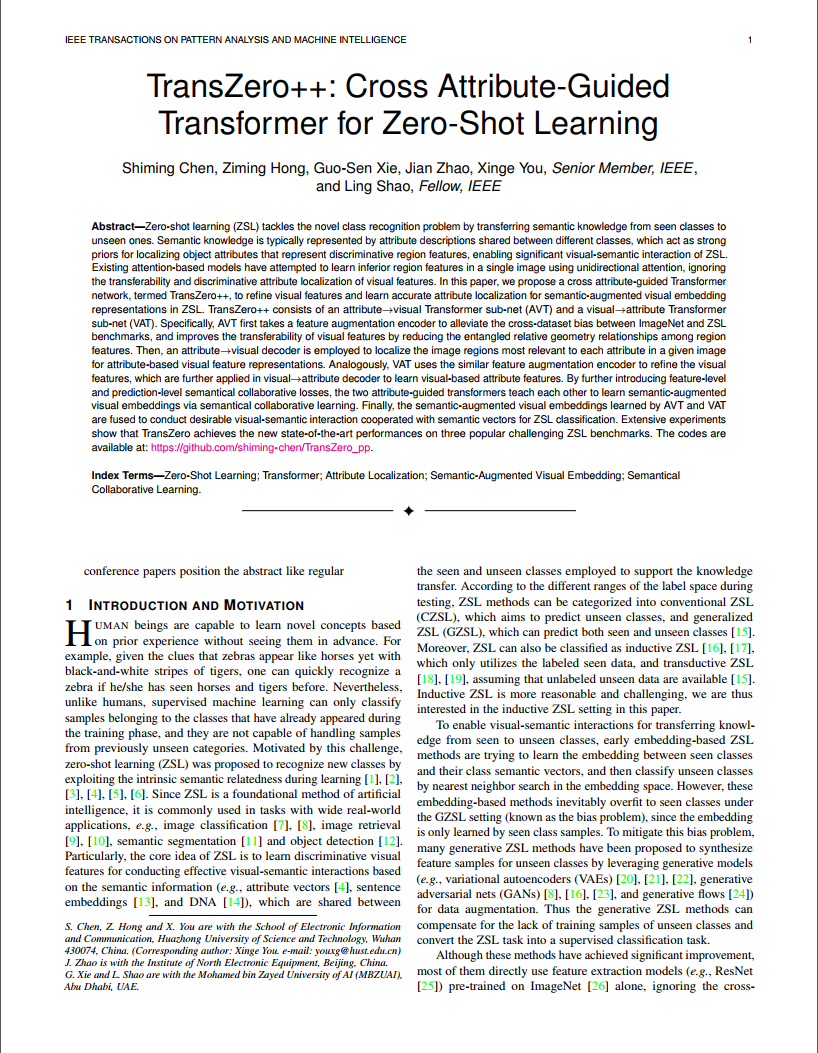 IEEE TRANSACTIONS ON PATTERN ANALYSIS AND MACHINE INTELLIGENCE 1
TransZero++: Cross Attribute-Guided
Transformer for Zero-Shot Learning
Shiming Chen, Ziming Hong, Guo-Sen Xie, Jian Zhao, Xinge You, Senior Member, IEEE,
and Ling Shao, Fellow, IEEE
Abstract—Zero-shot learning (ZSL) tackles the novel class recognition problem by transferring semantic knowledge from seen classes to
unseen ones. Semantic knowledge is typically represented by attribute descriptions shared between different classes, which act as strong
priors for localizing object attributes that represent discriminative region features, enabling significant visual-semantic interaction of ZSL.
Existing attention-based models have attempted to learn inferior region features in a single image using unidirectional attention, ignoring
the transferability and discriminative attribute localization of visual features. In this paper, we propose a cross attribute-guided Transformer
network, termed TransZero++, to refine visual features and learn accurate attribute localization for semantic-augmented visual embedding
representations in ZSL. TransZero++ consists of an attribute→visual Transformer sub-net (AVT) and a visual→attribute Transformer
sub-net (VAT). Specifically, AVT first takes a feature augmentation encoder to alleviate the cross-dataset bias between ImageNet and ZSL
benchmarks, and improves the transferability of visual features by reducing the entangled relative geometry relationships among region
features. Then, an attribute→visual decoder is employed to localize the image regions most relevant to each attribute in a given image
for attribute-based visual feature representations. Analogously, VAT uses the similar feature augmentation encoder to refine the visual
features, which are further applied in visual→attribute decoder to learn visual-based attribute features. By further introducing feature-level
and prediction-level semantical collaborative losses, the two attribute-guided transformers teach each other to learn semantic-augmented
visual embeddings via semantical collaborative learning. Finally, the semantic-augmented visual embeddings learned by AVT and VAT
are fused to conduct desirable visual-semantic interaction cooperated with semantic vectors for ZSL classification. Extensive experiments
show that TransZero achieves the new state-of-the-art performances on three popular challenging ZSL benchmarks. The codes are
available at: https://github.com/shiming-chen/TransZero_pp.
Index Terms—Zero-Shot Learning; Transformer; Attribute Localization; Semantic-Augmented Visual Embedding; Semantical
Collaborative Learning.
conference papers position the abstract like regular
1 INTRODUCTION AND MOTIVATION
HUMAN beings are capable to learn novel concepts based
on prior experience without seeing them in advance. For
example, given the clues that zebras appear like horses yet with
black-and-white stripes of tigers, one can quickly recognize a
zebra if he/she has seen horses and tigers before. Nevertheless,
unlike humans, supervised machine learning can only classify
samples belonging to the classes that have already appeared during
the training phase, and they are not capable of handling samples
from previously unseen categories. Motivated by this challenge,
zero-shot learning (ZSL) was proposed to recognize new classes by
exploiting the intrinsic semantic relatedness during learning [1], [2],
[3], [4], [5], [6]. Since ZSL is a foundational method of artificial
intelligence, it is commonly used in tasks with wide real-world
applications, e.g., image classification [7], [8], image retrieval
[9], [10], semantic segmentation [11] and object detection [12].
Particularly, the core idea of ZSL is to learn discriminative visual
features for conducting effective visual-semantic interactions based
on the semantic information (e.g., attribute vectors [4], sentence
embeddings [13], and DNA [14]), which are shared between
S. Chen, Z. Hong and X. You are with the School of Electronic Information
and Communication, Huazhong University of Science and Technology, Wuhan
430074, China. (Corresponding author: Xinge You. e-mail: youxg@hust.edu.cn)
J. Zhao is with the Institute of North Electronic Equipment, Beijing, China.
G. Xie and L. Shao are with the Mohamed bin Zayed University of AI (MBZUAI),
Abu Dhabi, UAE.
the seen and unseen classes employed to support the knowledge
transfer. According to the different ranges of the label space during
testing, ZSL methods can be categorized into conventional ZSL
(CZSL), which aims to predict unseen classes, and generalized
ZSL (GZSL), which can predict both seen and unseen classes [15].
Moreover, ZSL can also be classified as inductive ZSL [16], [17],
which only utilizes the labeled seen data, and transductive ZSL
[18], [19], assuming that unlabeled unseen data are available [15].
Inductive ZSL is more reasonable and challenging, we are thus
interested in the inductive ZSL setting in this paper.
To enable visual-semantic interactions for transferring knowl-
edge from seen to unseen classes, early embedding-based ZSL
methods are trying to learn the embedding between seen classes
and their class semantic vectors, and then classify unseen classes
by nearest neighbor search in the embedding space. However, these
embedding-based methods inevitably overfit to seen classes under
the GZSL setting (known as the bias problem), since the embedding
is only learned by seen class samples. To mitigate this bias problem,
many generative ZSL methods have been proposed to synthesize
feature samples for unseen classes by leveraging generative models
(e.g., variational autoencoders (VAEs) [20], [21], [22], generative
adversarial nets (GANs) [8], [16], [23], and generative flows [24])
for data augmentation. Thus the generative ZSL methods can
compensate for the lack of training samples of unseen classes and
convert the ZSL task into a supervised classification task.
Although these methods have achieved significant improvement,
most of them directly use feature extraction models (e.g., ResNet
[25]) pre-trained on ImageNet [26] alone, ignoring the cross-